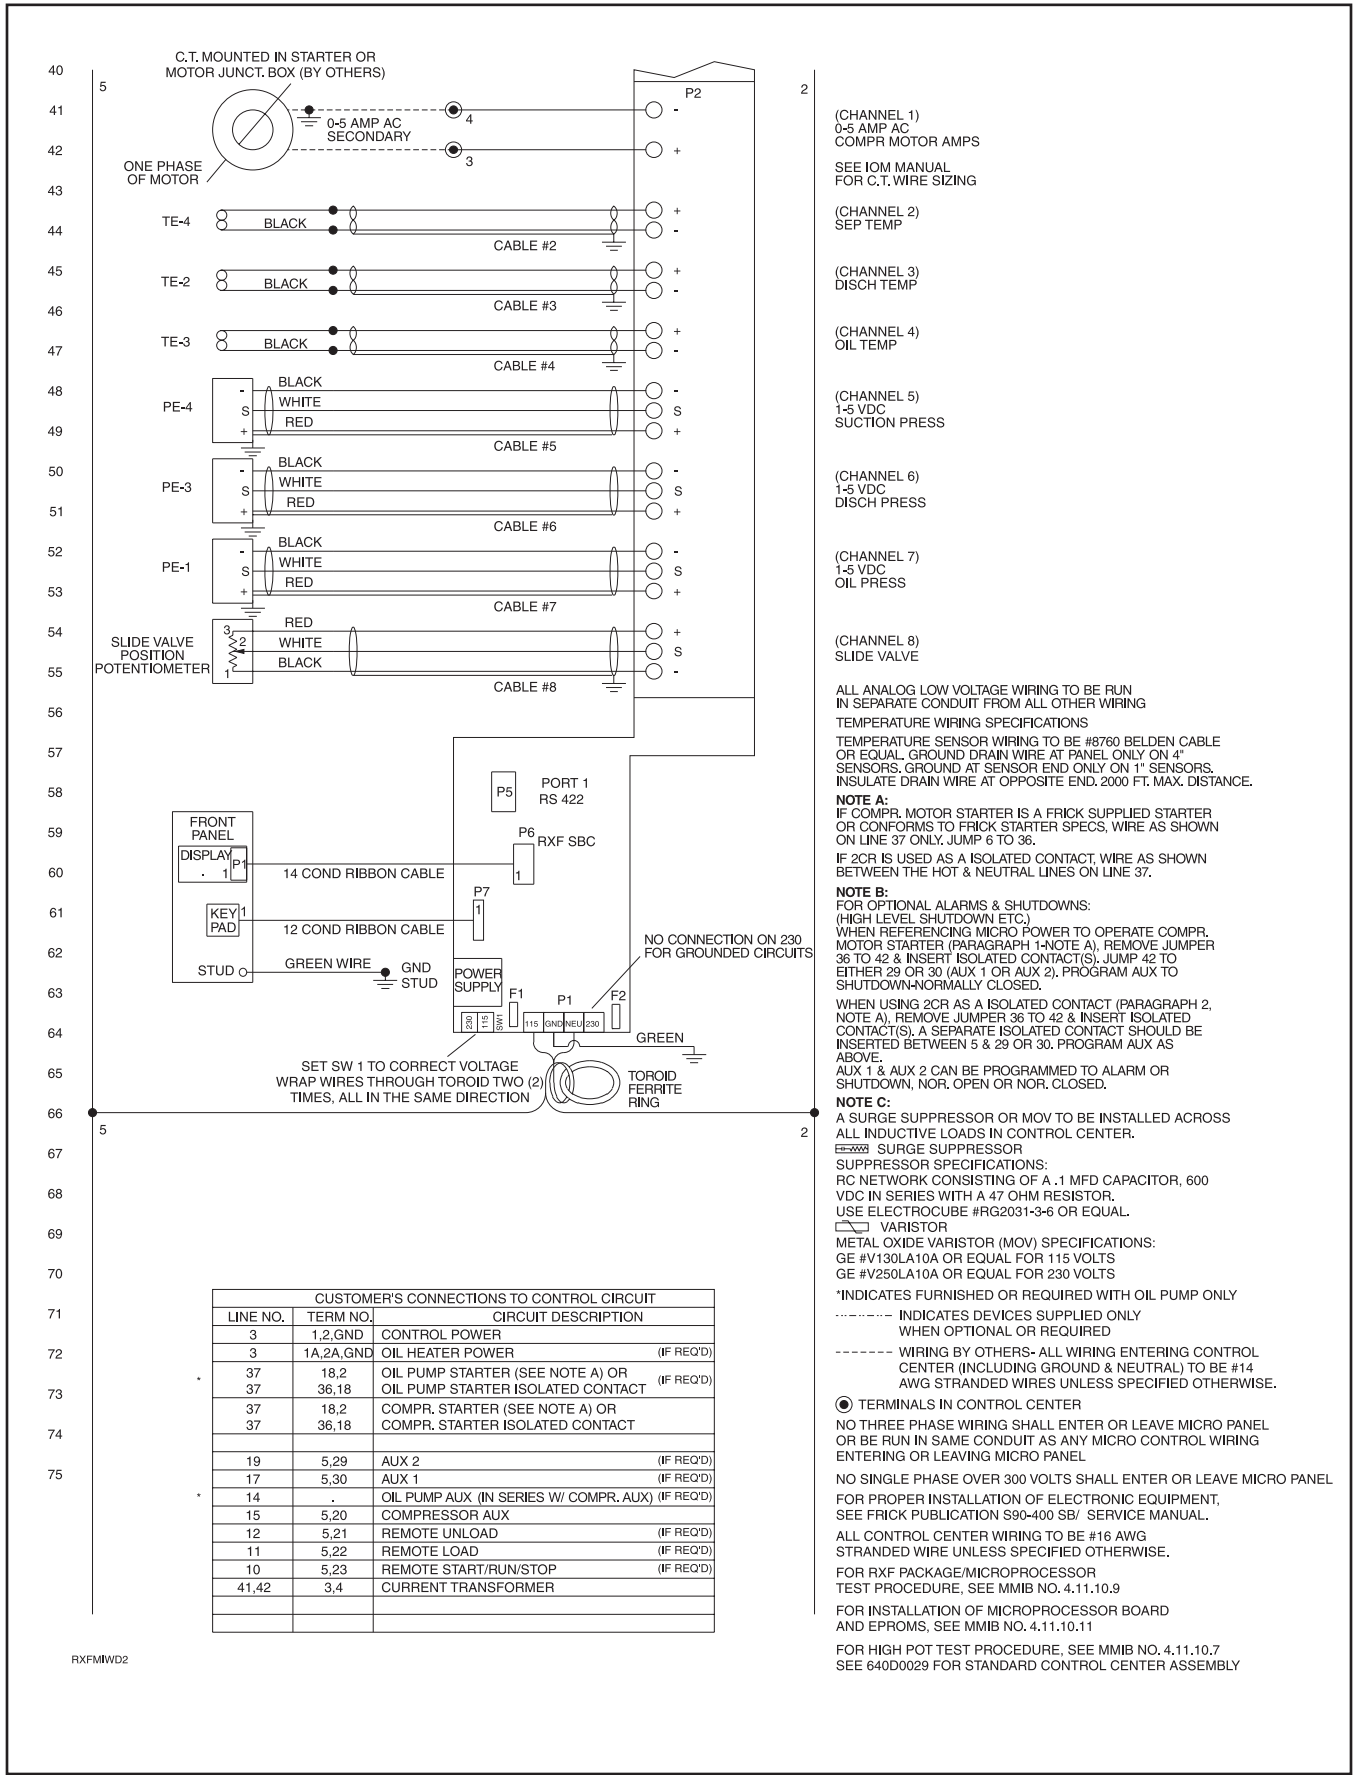 C.T. MOUNTED IN STARTER OR
MOTOR JUNCT. BOX (BY OTHERS)
40
5
P2
2
41
-
4
0-5 AMP AC
SECONDARY
(CHANNEL 1)
0-5 AMP AC
COMPR MOTOR AMPS
42
+
3
ONE PHASE
OF MOTOR
SEE IOM MANUAL
FOR C.T. WIRE SIZING
43
TE-4
+
(CHANNEL 2)
SEP TEMP
44
BLACK
-
CABLE #2
45
TE-2
+
(CHANNEL 3)
DISCH TEMP
BLACK
-
46
CABLE #3
TE-3
+
(CHANNEL 4)
OIL TEMP
47
BLACK
-
CABLE #4
48
BLACK
- -
PE-4
WHITE
S S
(CHANNEL 5)
1-5 VDC
SUCTION PRESS
49
RED
+ +
CABLE #5
50
BLACK
- -
PE-3
WHITE
S S
(CHANNEL 6)
1-5 VDC
DISCH PRESS
51
RED
+ +
CABLE #6
52
BLACK
- -
PE-1
WHITE
S S
(CHANNEL 7)
1-5 VDC
OIL PRESS
53
RED
+ +
CABLE #7
54
RED
3 +
SLIDE VALVE
POSITION
POTENTIOMETER
2
WHITE
S
(CHANNEL 8)
SLIDE VALVE
55
BLACK
1 -
CABLE #8
56
57
58
P5
PORT 1
RS 422
59
FRONT
PANEL
P6
RXF SBC
DISPLAY
. 1
P1
60
14 COND RIBBON CABLE
1
61
KEY
PAD
1
P7
1
12 COND RIBBON CABLE
62
NO CONNECTION ON 230
FOR GROUNDED CIRCUITS
STUD
GREEN WIRE
GND
STUD
POWER
SUPPLY
63
F1
P1
F2
230
115
SW1
115
GND
NEU
230
64
GREEN
SET SW 1 TO CORRECT VOLTAGE
WRAP WIRES THROUGH TOROID TWO (2)
TIMES, ALL IN THE SAME DIRECTION
65
TOROID
FERRITE
RING
66
5
2
67
68
69
70
71
72
73
74
75
ALL ANALOG LOW VOLTAGE WIRING TO BE RUN
IN SEPARATE CONDUIT FROM ALL OTHER WIRING
TEMPERATURE WIRING SPECIFICATIONS
TEMPERATURE SENSOR WIRING TO BE #8760 BELDEN CABLE
OR EQUAL. GROUND DRAIN WIRE AT PANEL ONLY ON 4"
SENSORS. GROUND AT SENSOR END ONLY ON 1" SENSORS.
INSULATE DRAIN WIRE AT OPPOSITE END. 2000 FT. MAX. DISTANCE.
NOTE A:
IF COMPR. MOTOR STARTER IS A FRICK SUPPLIED STARTER
OR CONFORMS TO FRICK STARTER SPECS, WIRE AS SHOWN
ON LINE 37 ONLY. JUMP 6 TO 36.
IF 2CR IS USED AS A ISOLATED CONTACT, WIRE AS SHOWN
BETWEEN THE HOT & NEUTRAL LINES ON LINE 37.
NOTE B:
FOR OPTIONAL ALARMS & SHUTDOWNS:
(HIGH LEVEL SHUTDOWN ETC.)
WHEN REFERENCING MICRO POWER TO OPERATE COMPR.
MOTOR STARTER (PARAGRAPH 1-NOTE A), REMOVE JUMPER
36 TO 42 & INSERT ISOLATED CONTACT(S). JUMP 42 TO
EITHER 29 OR 30 (AUX 1 OR AUX 2). PROGRAM AUX TO
SHUTDOWN-NORMALLY CLOSED.
WHEN USING 2CR AS A ISOLATED CONTACT (PARAGRAPH 2,
NOTE A), REMOVE JUMPER 36 TO 42 & INSERT ISOLATED
CONTACT(S). A SEPARATE ISOLATED CONTACT SHOULD BE
INSERTED BETWEEN 5 & 29 OR 30. PROGRAM AUX AS
ABOVE.
AUX 1 & AUX 2 CAN BE PROGRAMMED TO ALARM OR
SHUTDOWN, NOR. OPEN OR NOR. CLOSED.
NOTE C:
A SURGE SUPPRESSOR OR MOV TO BE INSTALLED ACROSS
ALL INDUCTIVE LOADS IN CONTROL CENTER.
SURGE SUPPRESSOR
SUPPRESSOR SPECIFICATIONS:
RC NETWORK CONSISTING OF A .1 MFD CAPACITOR, 600
VDC IN SERIES WITH A 47 OHM RESISTOR.
USE ELECTROCUBE #RG2031-3-6 OR EQUAL.
VARISTOR
METAL OXIDE VARISTOR (MOV) SPECIFICATIONS:
GE #V130LA10A OR EQUAL FOR 115 VOLTS
GE #V250LA10A OR EQUAL FOR 230 VOLTS
*INDICATES FURNISHED OR REQUIRED WITH OIL PUMP ONLY
INDICATES DEVICES SUPPLIED ONLY
WHEN OPTIONAL OR REQUIRED
WIRING BY OTHERS- ALL WIRING ENTERING CONTROL
CENTER (INCLUDING GROUND & NEUTRAL) TO BE #14
AWG STRANDED WIRES UNLESS SPECIFIED OTHERWISE.
TERMINALS IN CONTROL CENTER
NO THREE PHASE WIRING SHALL ENTER OR LEAVE MICRO PANEL
OR BE RUN IN SAME CONDUIT AS ANY MICRO CONTROL WIRING
ENTERING OR LEAVING MICRO PANEL
NO SINGLE PHASE OVER 300 VOLTS SHALL ENTER OR LEAVE MICRO PANEL
FOR PROPER INSTALLATION OF ELECTRONIC EQUIPMENT,
SEE FRICK PUBLICATION S90-400 SB/ SERVICE MANUAL.
ALL CONTROL CENTER WIRING TO BE #16 AWG
STRANDED WIRE UNLESS SPECIFIED OTHERWISE.
FOR RXF PACKAGE/MICROPROCESSOR
TEST PROCEDURE, SEE MMIB NO. 4.11.10.9
FOR INSTALLATION OF MICROPROCESSOR BOARD
AND EPROMS, SEE MMIB NO. 4.11.10.11
FOR HIGH POT TEST PROCEDURE, SEE MMIB NO. 4.11.10.7
SEE 640D0029 FOR STANDARD CONTROL CENTER ASSEMBLY
CUSTOMER'S CONNECTIONS TO CONTROL CIRCUIT
LINE NO. TERM NO. CIRCUIT DESCRIPTION
3 1,2,GND CONTROL POWER
3 1A,2A,GND OIL HEATER POWER (IF REQ'D)
37 18,2 OIL PUMP STARTER (SEE NOTE A) OR
* (IF REQ'D)
37 36,18 OIL PUMP STARTER ISOLATED CONTACT
37 18,2 COMPR. STARTER (SEE NOTE A) OR
37 36,18 COMPR. STARTER ISOLATED CONTACT
19 5,29 AUX 2 (IF REQ'D)
17 5,30 AUX 1 (IF REQ'D)
* 14 . OIL PUMP AUX (IN SERIES W/ COMPR. AUX) (IF REQ'D)
15 5,20 COMPRESSOR AUX
12 5,21 REMOTE UNLOAD (IF REQ'D)
11 5,22 REMOTE LOAD (IF REQ'D)
10 5,23 REMOTE START/RUN/STOP (IF REQ'D)
41,42 3,4 CURRENT TRANSFORMER
RXFMIWD2